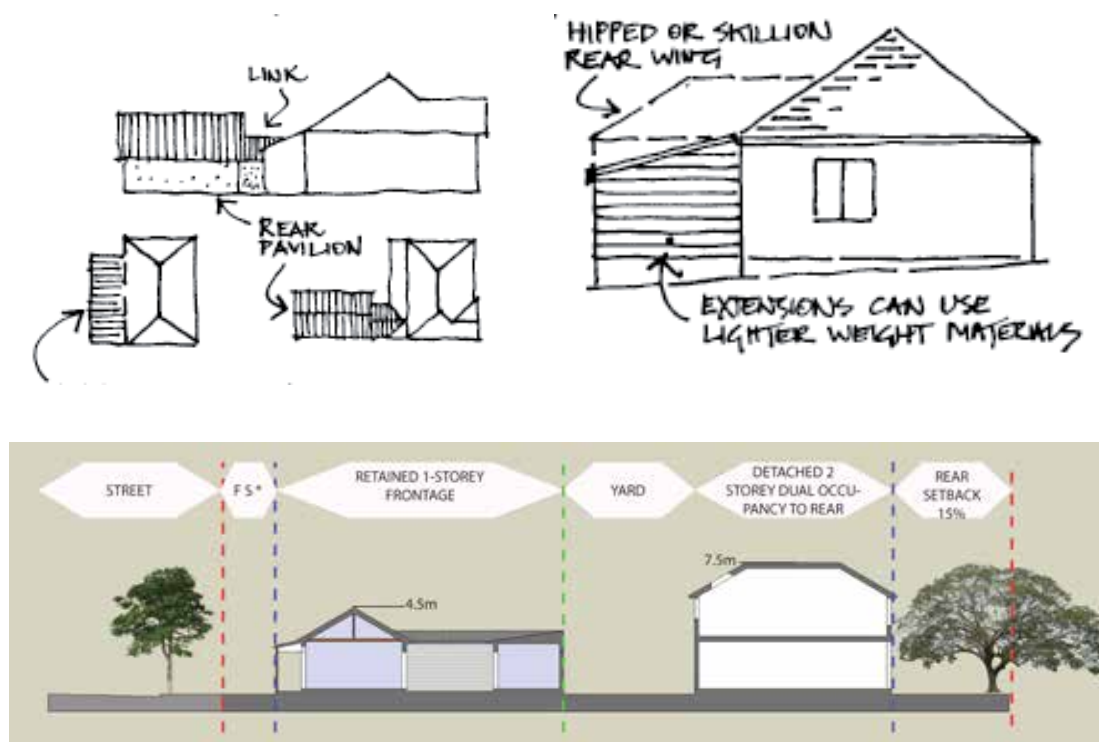 LINK
REAR
PAVILION
HIPPED OR SKILLION
REAR WING
EXTENSIONS CAN USE
LIGHTER WEIGHT MATERIALS
STREET
F S *
RETAINED 1-STOREY
FRONTAGE
YARD
DETACHED 2
STOREY DUAL OCCU-
PANCY TO REAR
REAR
SETBACK
15%
4.5m
7.5m